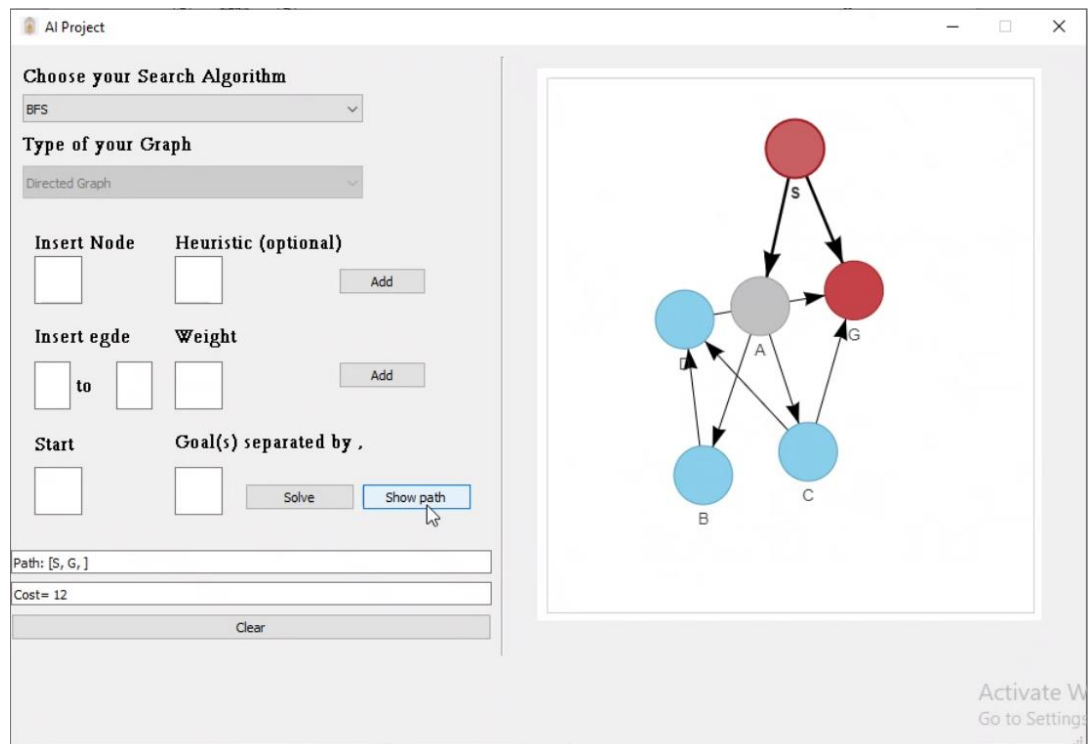 AI Project
Choose your Search Algorithm
BFS
Type of your Graph
Directed Graph
Insert Node Heuristic (optional)
Add
Insert egde Weight
to
Add
Start Goal(s) separated by ,
Solve Show path
Path: [S, G, ]
Cost= 12
Clear
S
G
A
D
C
B
Activate W
Go to Settings